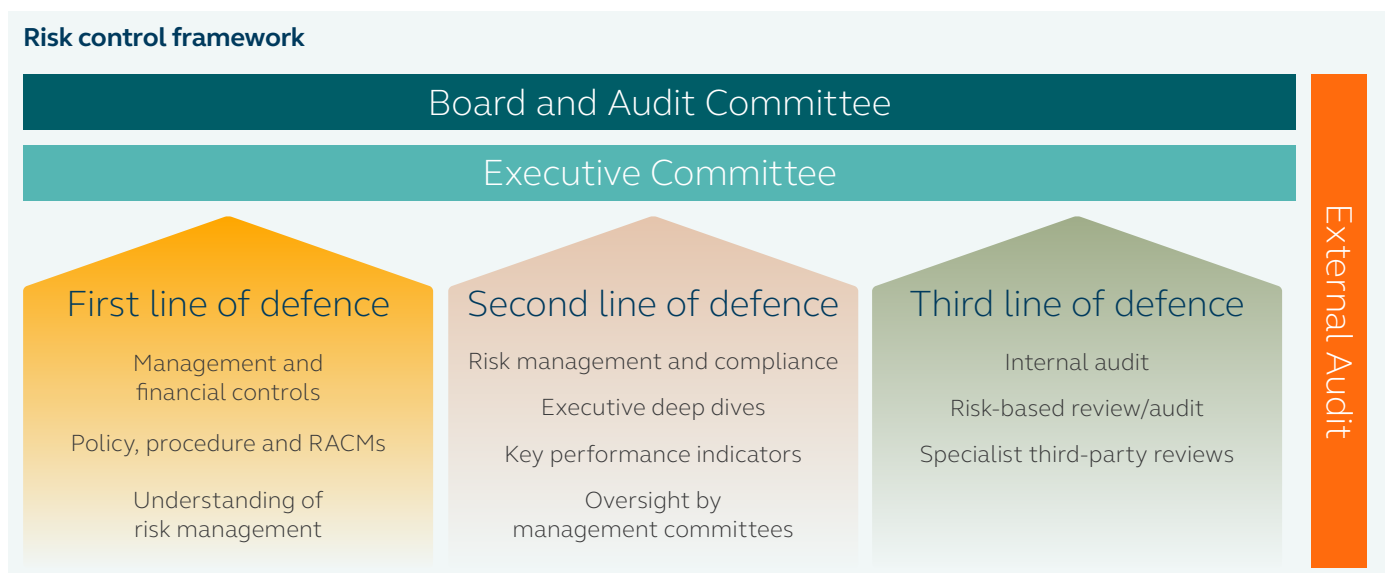 Risk control framework
Board and Audit Committee
Executive Committee
First line of defence
Management and
financial controls
Policy, procedure and RACMs
Understanding of
risk management
Second line of defence
Risk management and compliance
Executive deep dives
Key performance indicators
Oversight by
management committees
Third line of defence
Internal audit
Risk-based review/audit
Specialist third-party reviews
External Audit